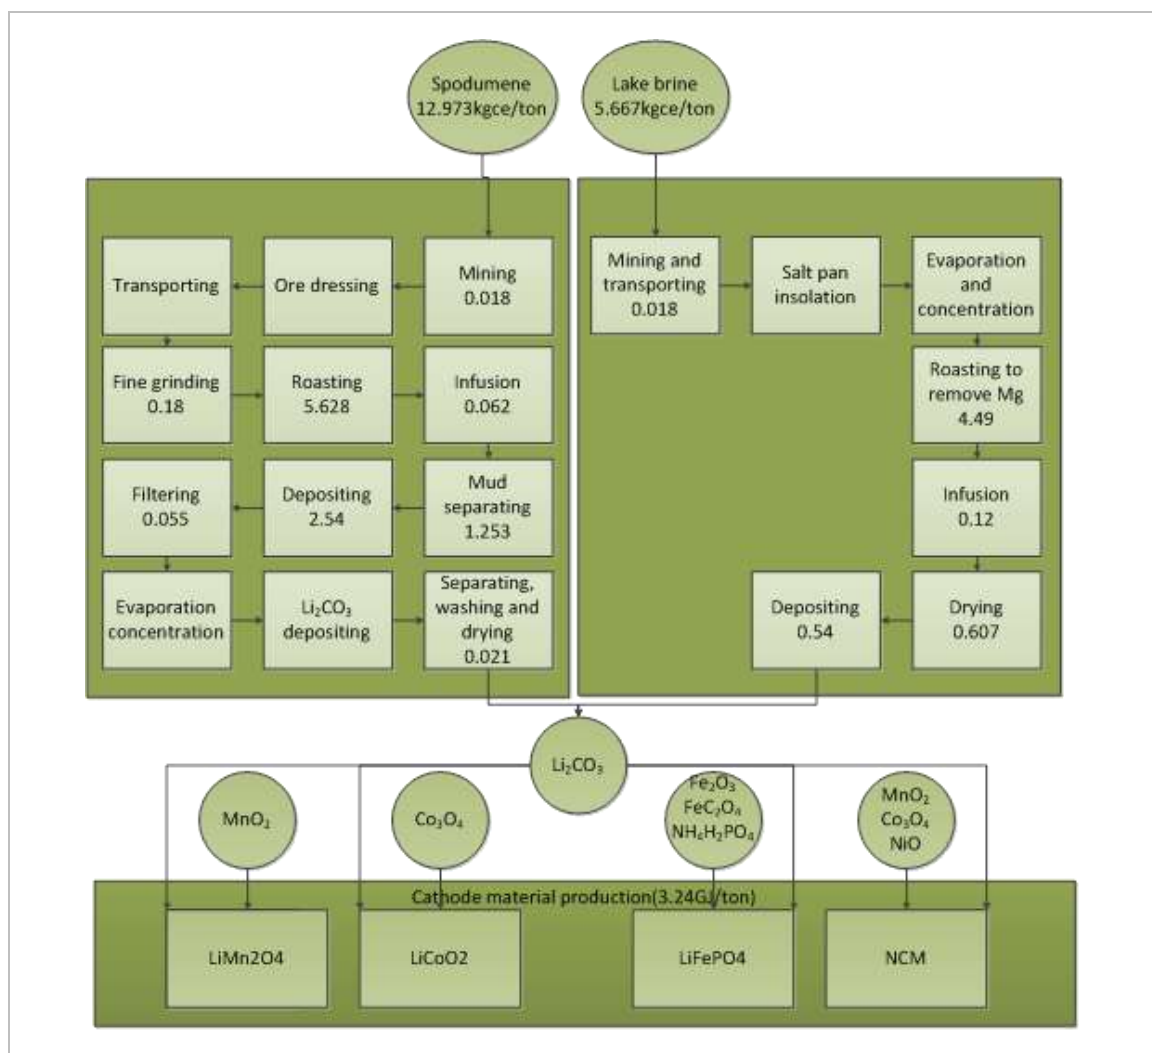 Spodumene
12.973kgce/ton
Lake brine
5.667kgce/ton
Transporting
Ore dressing
Mining
0.018
Fine grinding
0.18
Roasting
5.628
Infusion
0.062
Filtering
0.055
Depositing
2.54
Mud
separating
1.253
Evaporation
concentration
Li₂CO₃
depositing
Separating,
washing and
drying
0.021
Mining and
transporting
0.018
Salt pan
insolation
Evaporation
and
concentration
Roasting to
remove Mg
4.49
Infusion
0.12
Depositing
0.54
Drying
0.607
Li₂CO₃
MnO₂
Co₃O₄
Fe₂O₃
FeC₂O₄
NH₄H₂PO₄
MnO₂
Co₃O₄
NiO
Cathode material production(3.24GJ/ton)
LiMn2O4
LiCoO2
LiFePO4
NCM